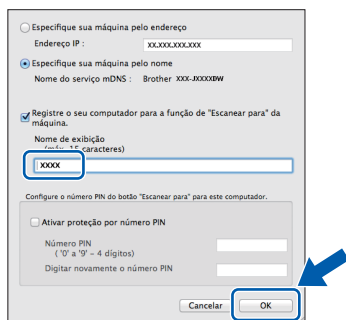 Especifique sua máquina pelo endereço
Endereço IP :
XX.XXX.XXX.XXX
Especifique sua máquina pelo nome
Nome do serviço mDNS : Brother XXX-JXXXXDW
Registre o seu computador para a função de "Escanear para" da
máquina.
Nome de exibição
(máx. 15 caracteres)
XXXX
Configure o número PIN do botão "Escanear para" para este computador.
Ativar proteção por número PIN
Número PIN
( '0' a '9' - 4 dígitos)
Digitar novamente o número PIN
Cancelar
OK